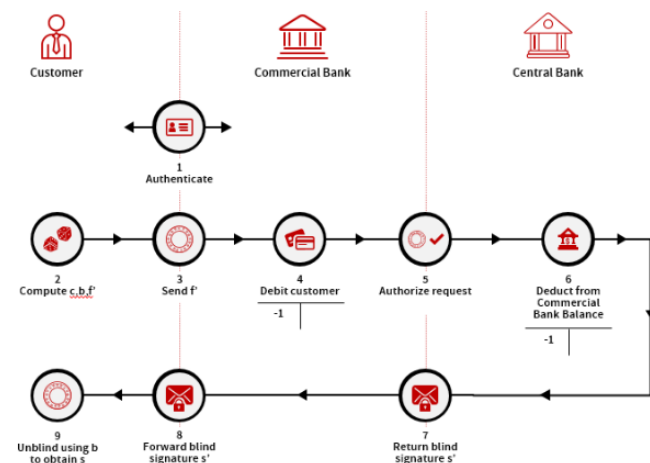 Customer
Commercial Bank
Central Bank
1
Authenticate
2
Compute c,b,f'
3
Send f'
4
Debit customer
-1
5
Authorize request
6
Deduct from
Commercial
Bank Balance
-1
9
Unblind using b
to obtain s
8
Forward blind
signature s'
7
Return blind
signature s'